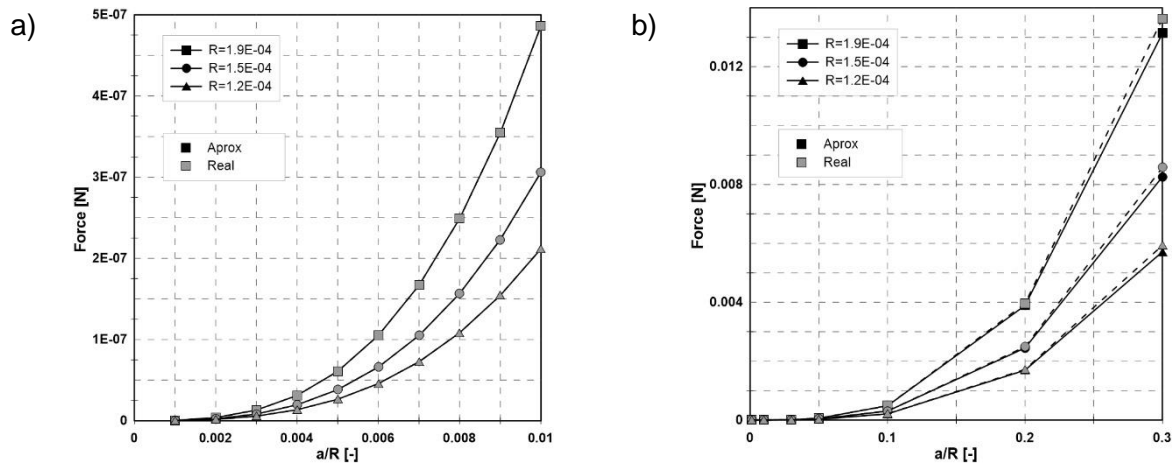 a)
5E-07
4E-07
3E-07
2E-07
1E-07
0
Force [N]
R=1.9E-04
R=1.5E-04
R=1.2E-04
Aprox
Real
0 0.002 0.004 0.006 0.008 0.01
a/R [-]
b)
0.012
0.008
0.004
0
Force [N]
R=1.9E-04
R=1.5E-04
R=1.2E-04
Aprox
Real
0 0.1 0.2 0.3
a/R [-]